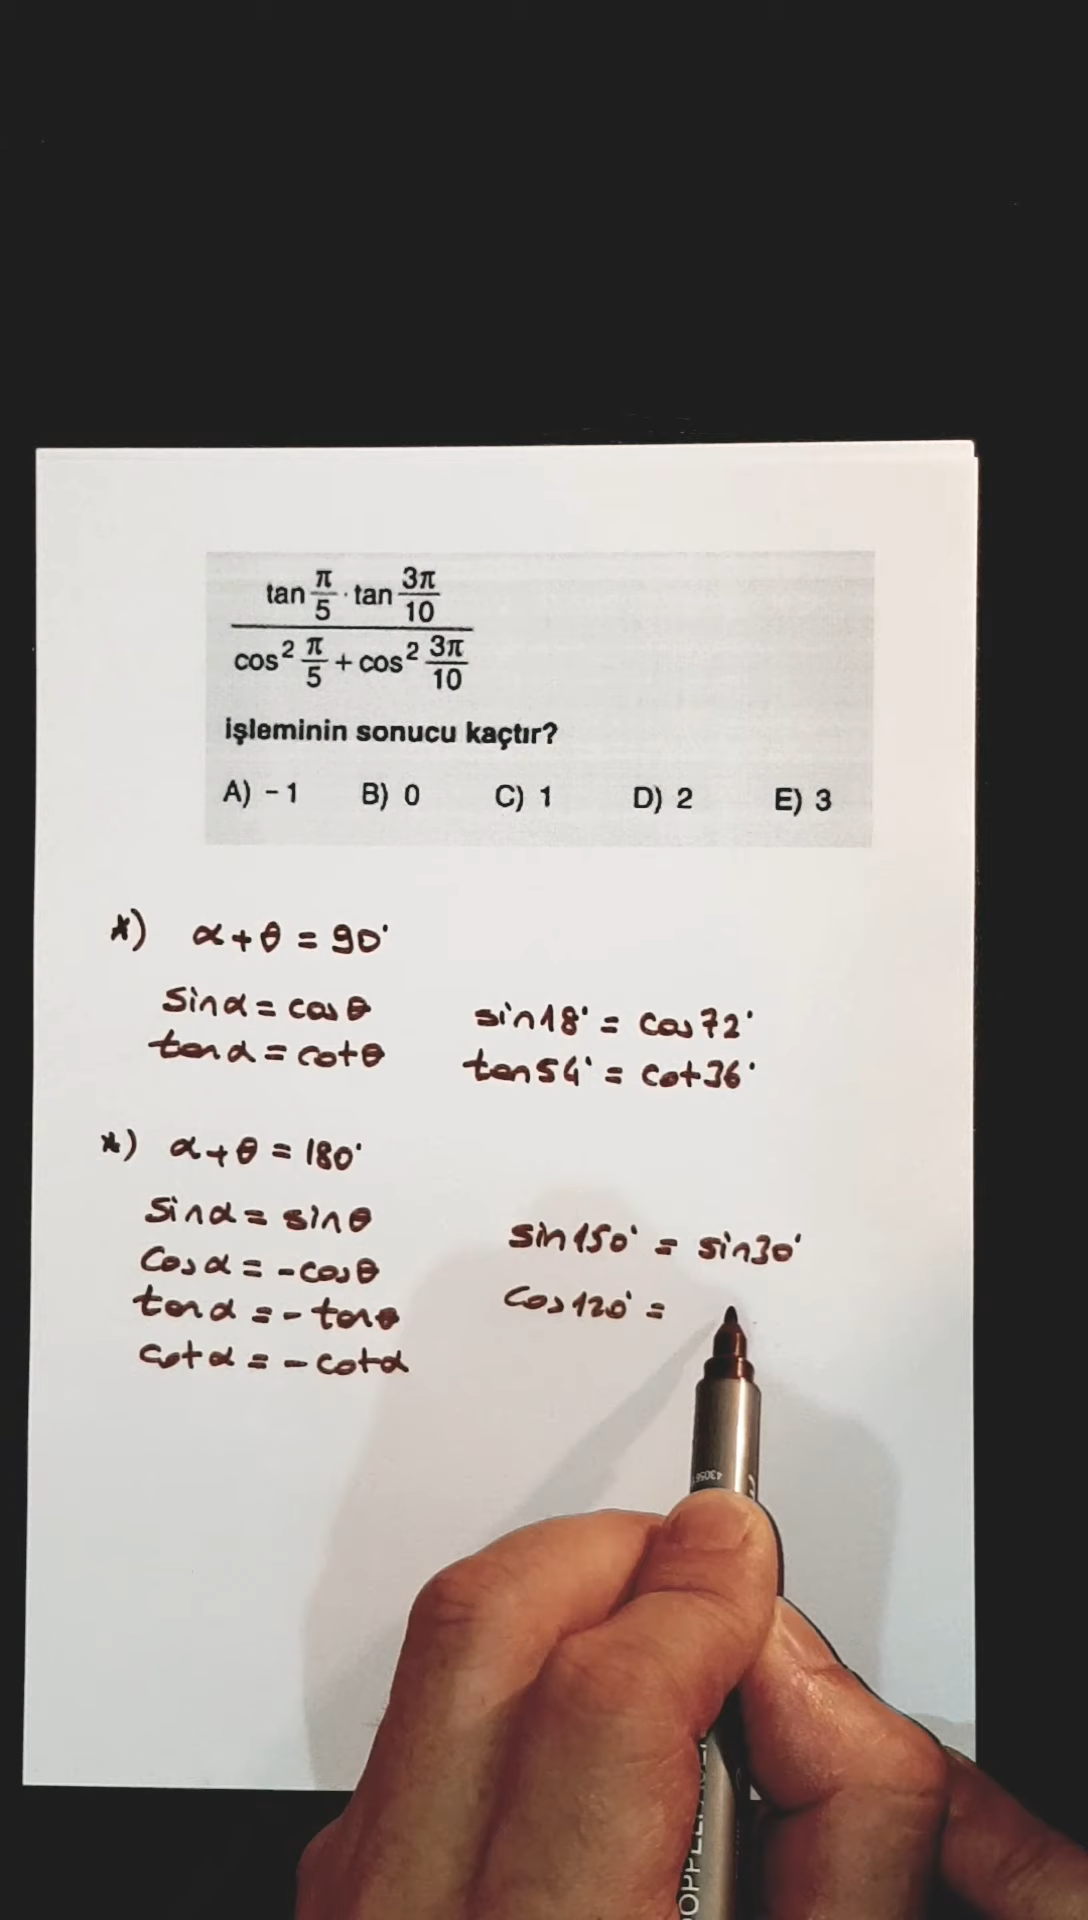 tan π/5 · tan 3π/10
cos² π/5 + cos² 3π/10
işleminin sonucu kaçtır?
A) -1 B) 0 C) 1 D) 2 E) 3
*) α+θ = 90°
sinα = cosθ sin18° = cos72°
tanα = cotθ tan54° = cot36°
*) α+θ = 180°
sinα = sinθ sin150° = sin30°
cosα = -cosθ cos120° =
tanα = -tanθ
cotα = -cotα